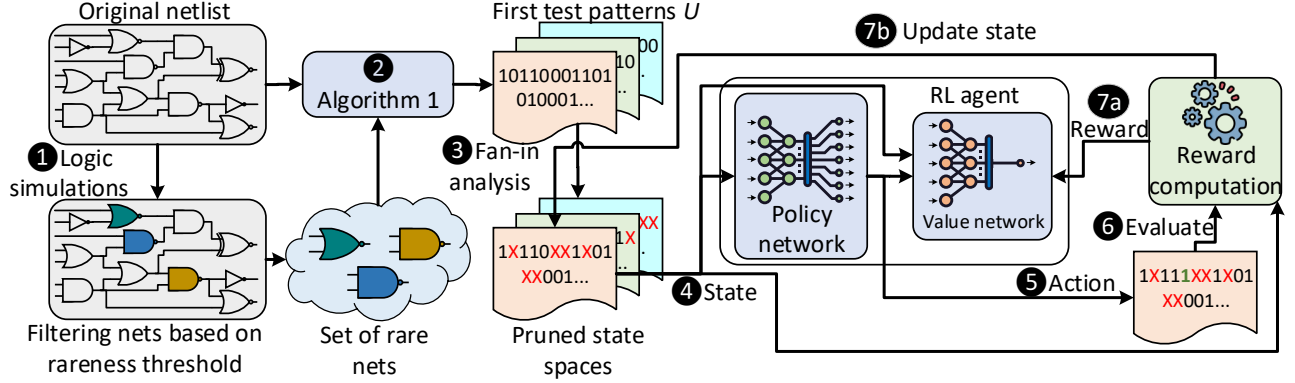 Original netlist
First test patterns U
7b Update state
2
Algorithm 1
00
10
..
10110001101
010001...
RL agent
7a
Reward
Reward
computation
1 Logic
simulations
3 Fan-in
analysis
Policy
network
Value network
6 Evaluate
XX
1X
..
1X110XX1X01
XX001...
4 State
5 Action
1X111XX1X01
XX001...
Filtering nets based on
rareness threshold
Set of rare
nets
Pruned state
spaces